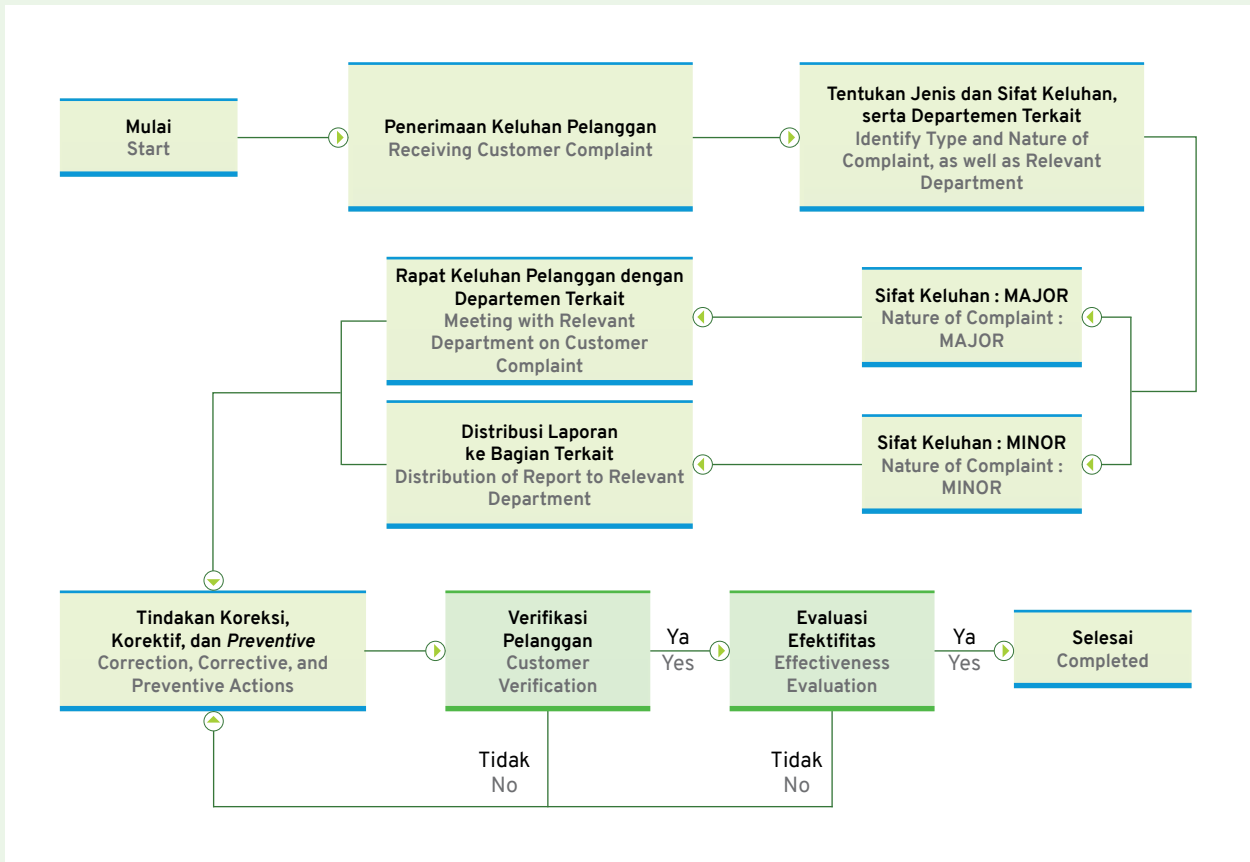 Mulai
Start
Penerimaan Keluhan Pelanggan
Receiving Customer Complaint
Tentukan Jenis dan Sifat Keluhan,
serta Departemen Terkait
Identify Type and Nature of
Complaint, as well as Relevant
Department
Rapat Keluhan Pelanggan dengan
Departemen Terkait
Meeting with Relevant
Department on Customer
Complaint
Sifat Keluhan : MAJOR
Nature of Complaint :
MAJOR
Distribusi Laporan
ke Bagian Terkait
Distribution of Report to Relevant
Department
Sifat Keluhan : MINOR
Nature of Complaint :
MINOR
Tindakan Koreksi,
Korektif, dan Preventive
Correction, Corrective, and
Preventive Actions
Verifikasi
Pelanggan
Customer
Verification
Ya
Yes
Evaluasi
Efektifitas
Effectiveness
Evaluation
Ya
Yes
Selesai
Completed
Tidak
No
Tidak
No